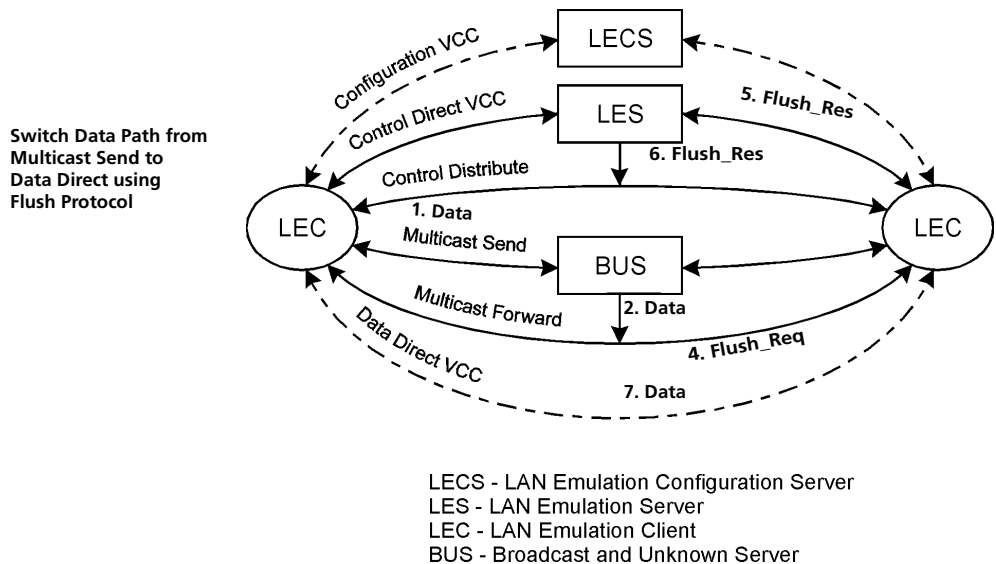 LECS
Configuration VCC
5. Flush_Res
Control Direct VCC
LES
Switch Data Path from
Multicast Send to
Data Direct using
Flush Protocol
6. Flush_Res
Control Distribute
1. Data
LEC
LEC
Multicast Send
BUS
Multicast Forward
2. Data
Data Direct VCC
4. Flush_Req
7. Data
LECS - LAN Emulation Configuration Server
LES - LAN Emulation Server
LEC - LAN Emulation Client
BUS - Broadcast and Unknown Server